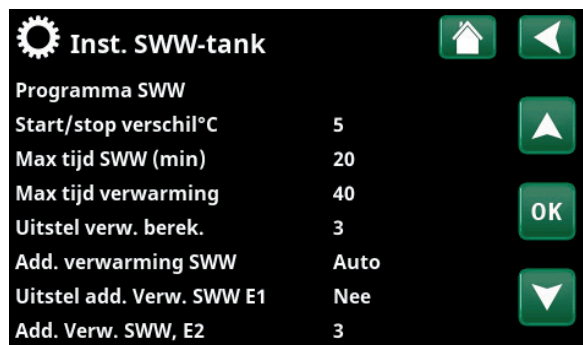 Inst. SWW-tank
Programma SWW
Start/stop verschil°C 5
Max tijd SWW (min) 20
Max tijd verwarming 40
OK
Uitstel verw. berek. 3
Add. verwarming SWW Auto
Uitstel add. Verw. SWW E1 Nee
Add. Verw. SWW, E2 3